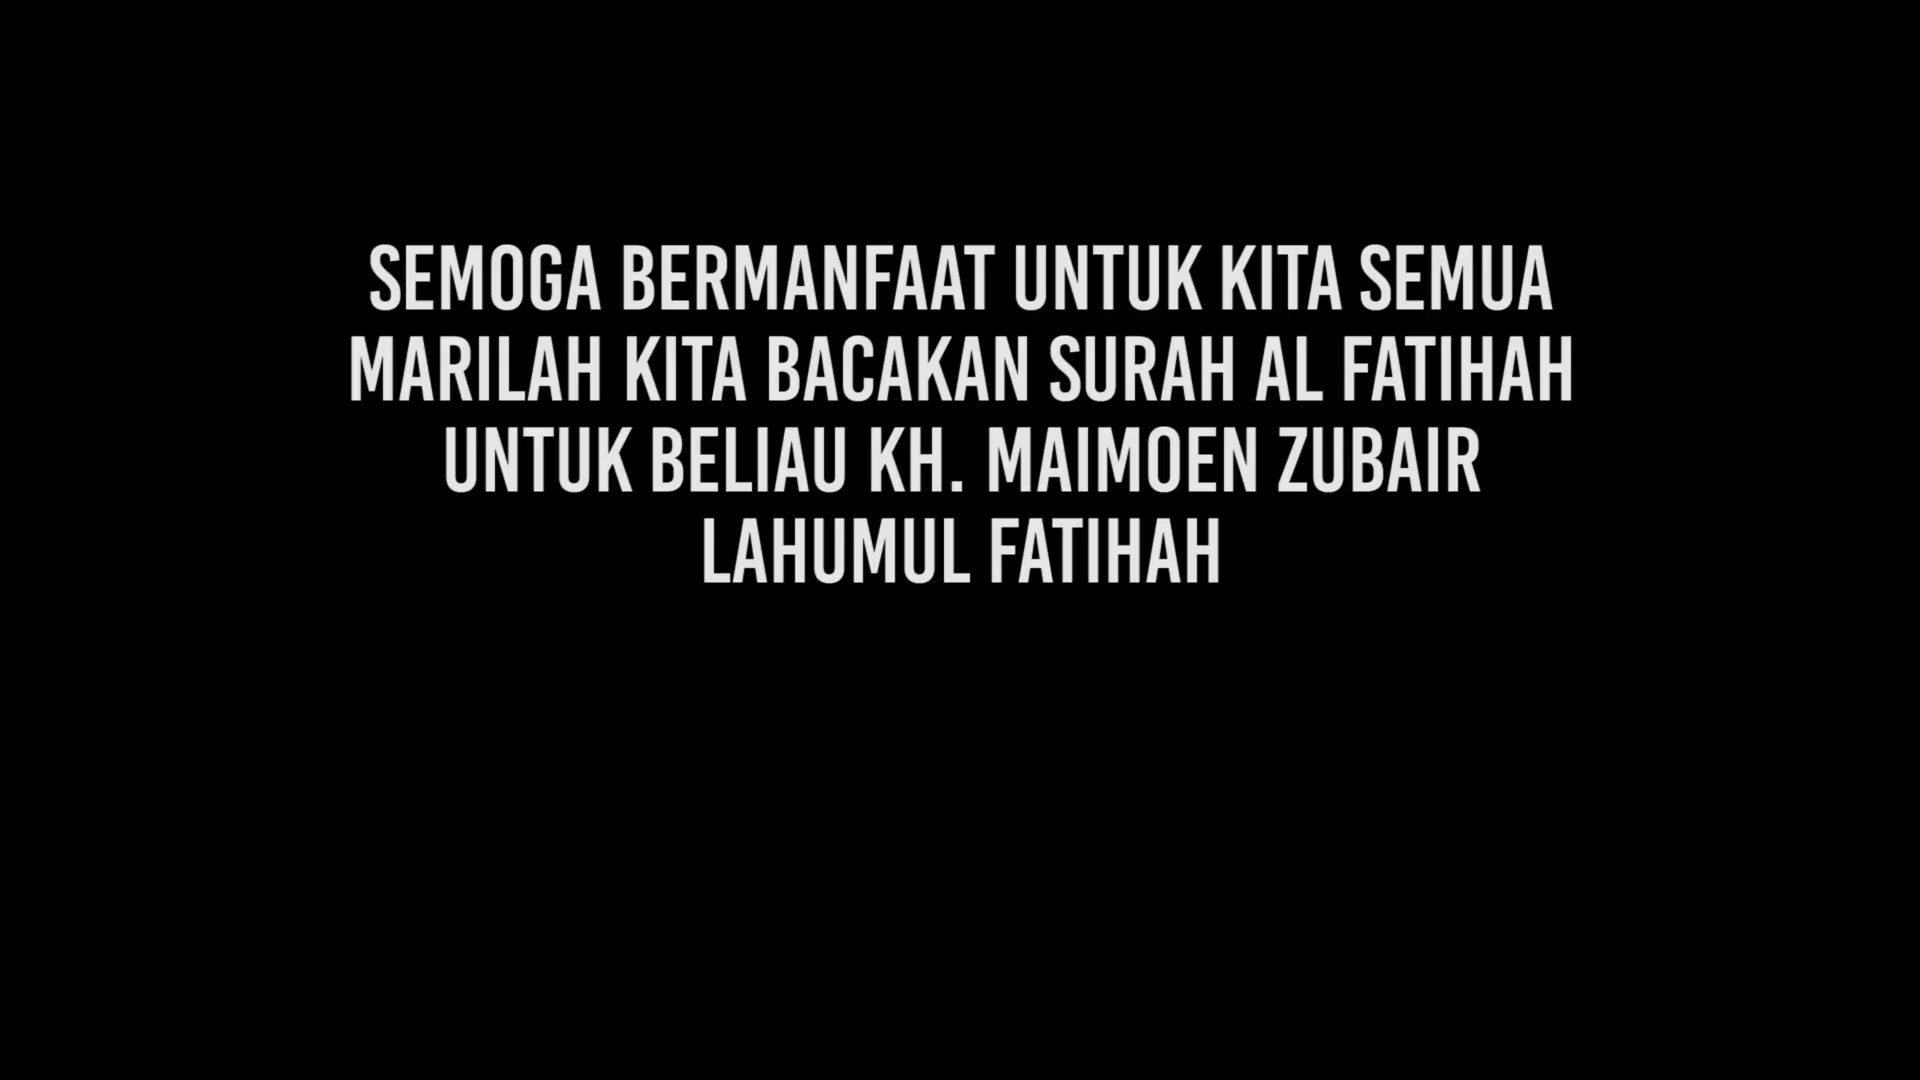 SEMOGA BERMANFAAT UNTUK KITA SEMUA
MARILAH KITA BACAKAN SURAH AL FATIHAH
UNTUK BELIAU KH. MAIMOEN ZUBAIR
LAHUMUL FATIHAH